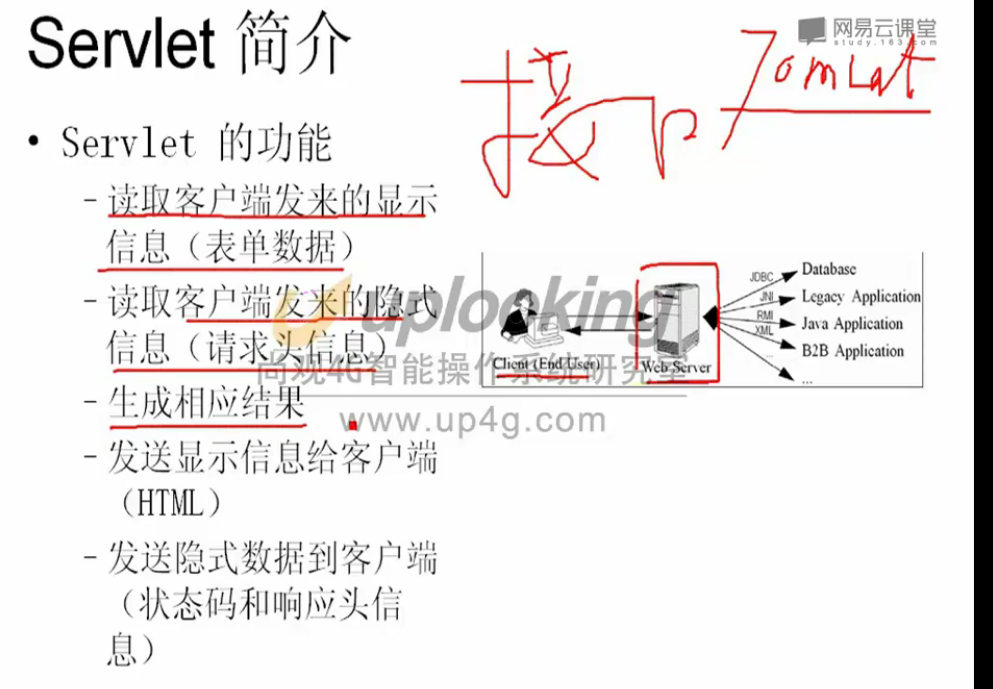 Servlet 简介
网易云课堂
study.163.com
接口
Tomcat
• Servlet 的功能
- 读取客户端发来的显示
信息（表单数据）
- 读取客户端发来的隐式
信息（请求头信息）
- 生成相应结果
- 发送显示信息给客户端
（HTML）
- 发送隐式数据到客户端
（状态码和响应头信
息）
uplooking
尚观4G智能操作系统研究室
www.up4g.com
Client (End User)
Web Server
JDBC
JNI
RMI
XML
...
Database
Legacy Application
Java Application
B2B Application
...